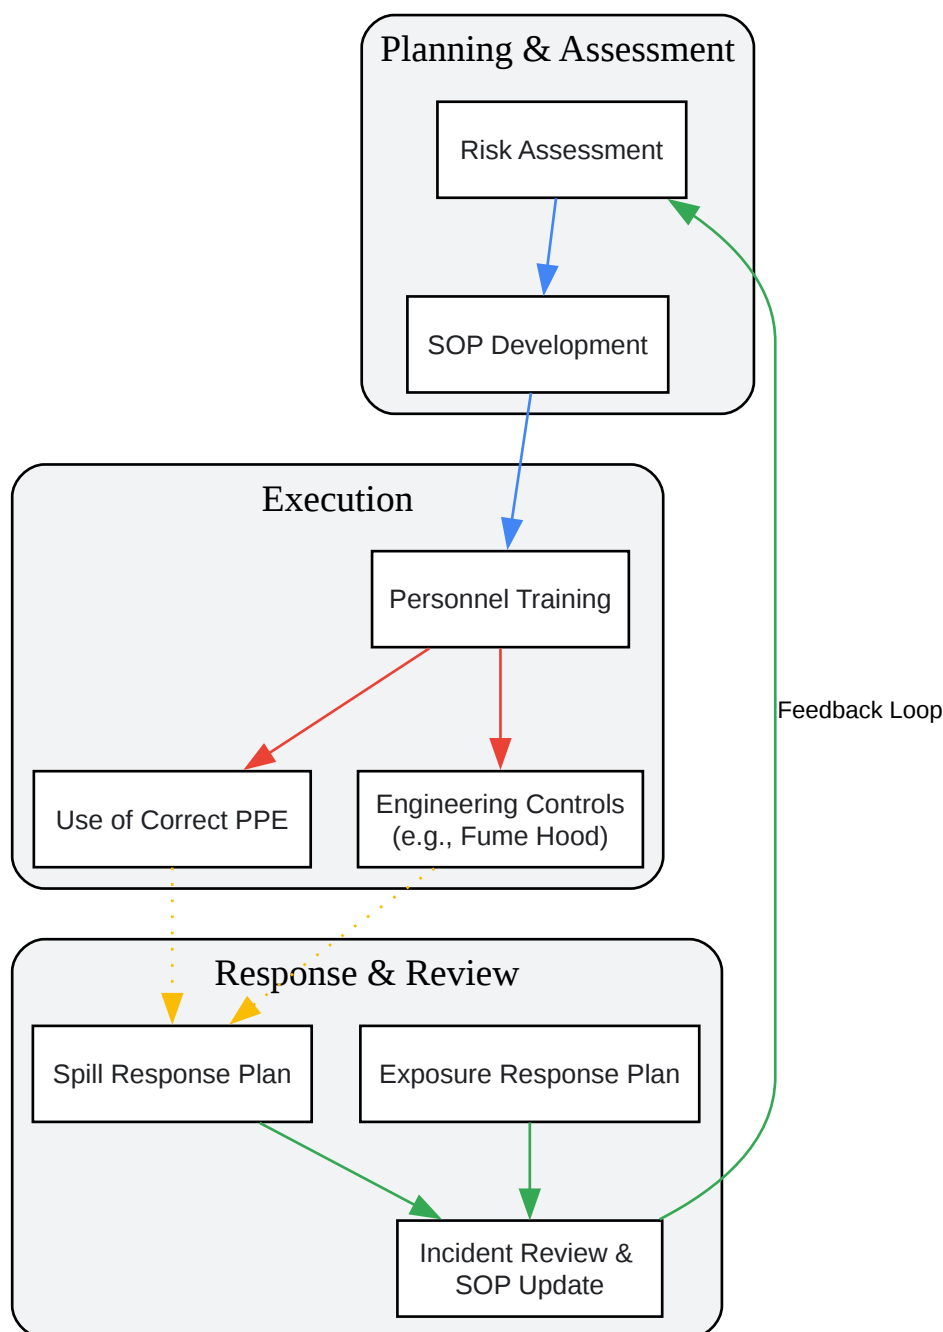 Planning & Assessment
Risk Assessment
SOP Development
Execution
Personnel Training
Feedback Loop
Use of Correct PPE
Engineering Controls
(e.g., Fume Hood)
Response & Review
Spill Response Plan
Exposure Response Plan
Incident Review &
SOP Update